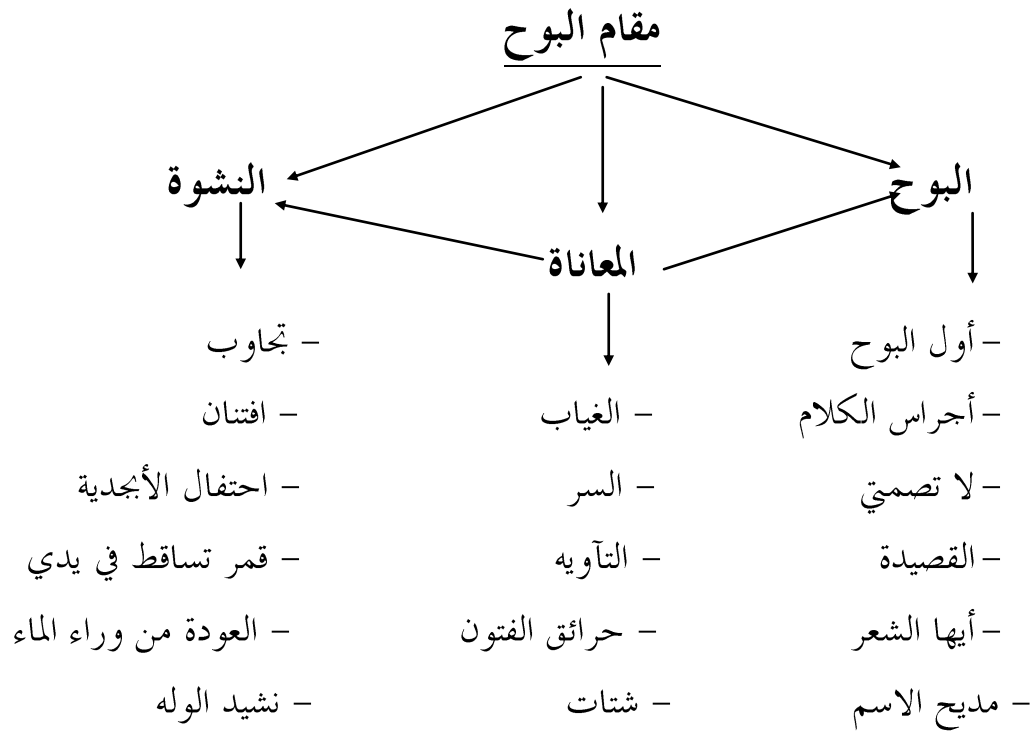 مقام البوح
البوح
النشوة
المعاناة
– أول البوح
– أجراس الكلام
– لا تصمتي
– القصيدة
– أيها الشعر
– مديح الاسم
– الغياب
– السر
– التآويه
– حرائق الفتون
– شتات
– تجاوب
– افتنان
– احتفال الأبجدية
– قمر تساقط في يدي
– العودة من وراء الماء
– نشيد الوله